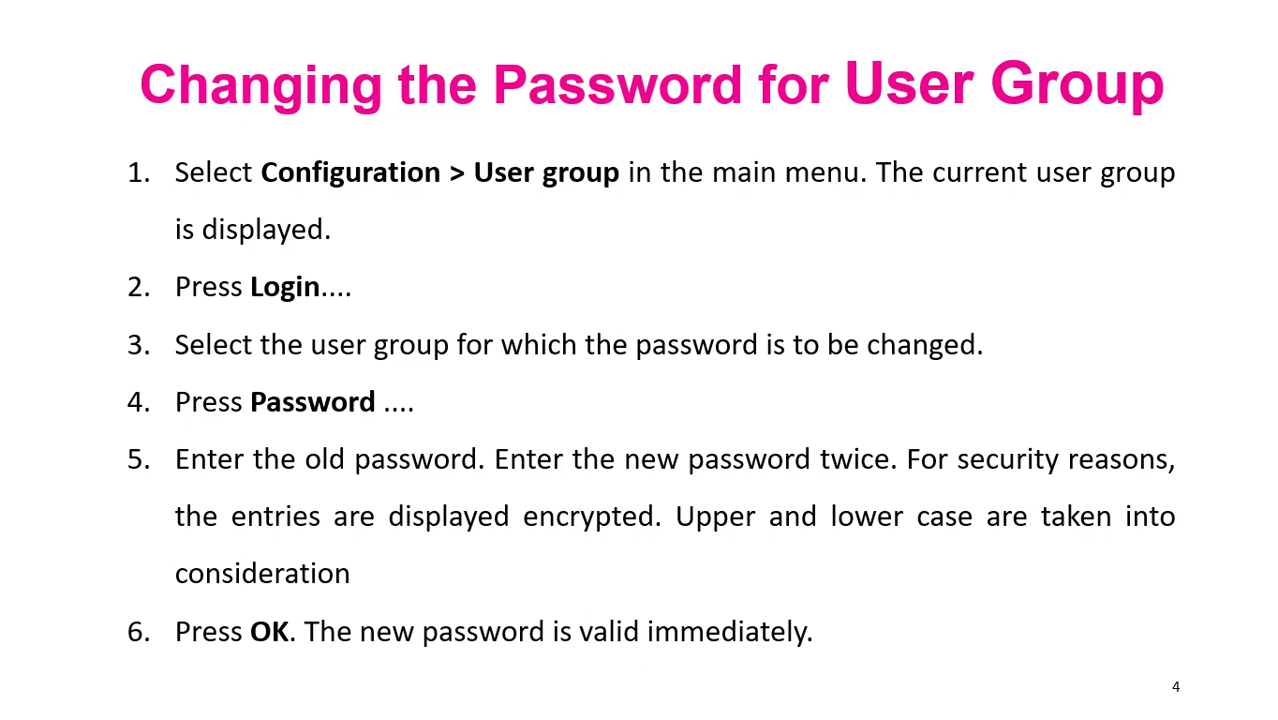 Changing the Password for User Group
1. Select Configuration > User group in the main menu. The current user group
is displayed.
2. Press Login....
3. Select the user group for which the password is to be changed.
4. Press Password ....
5. Enter the old password. Enter the new password twice. For security reasons,
the entries are displayed encrypted. Upper and lower case are taken into
consideration
6. Press OK. The new password is valid immediately.
4